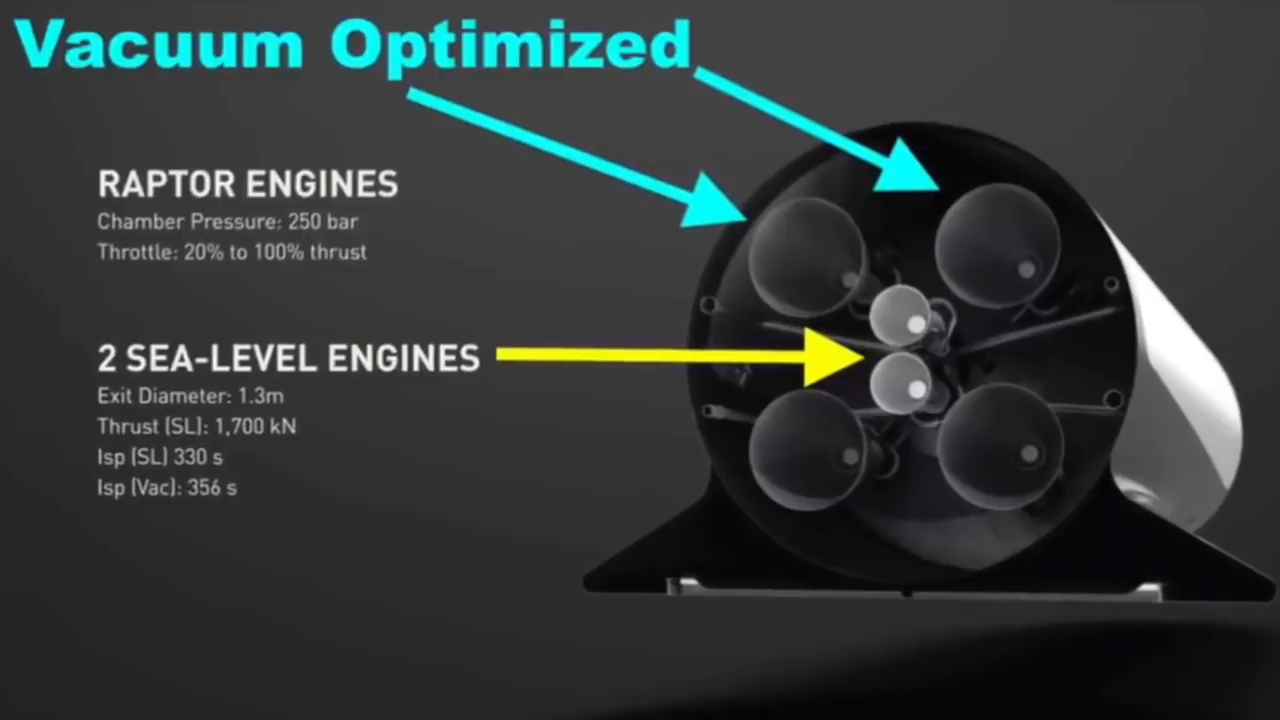 Vacuum Optimized
RAPTOR ENGINES
Chamber Pressure: 250 bar
Throttle: 20% to 100% thrust
2 SEA-LEVEL ENGINES
Exit Diameter: 1.3m
Thrust (SL): 1,700 kN
Isp (SL) 330 s
Isp (Vac): 356 s